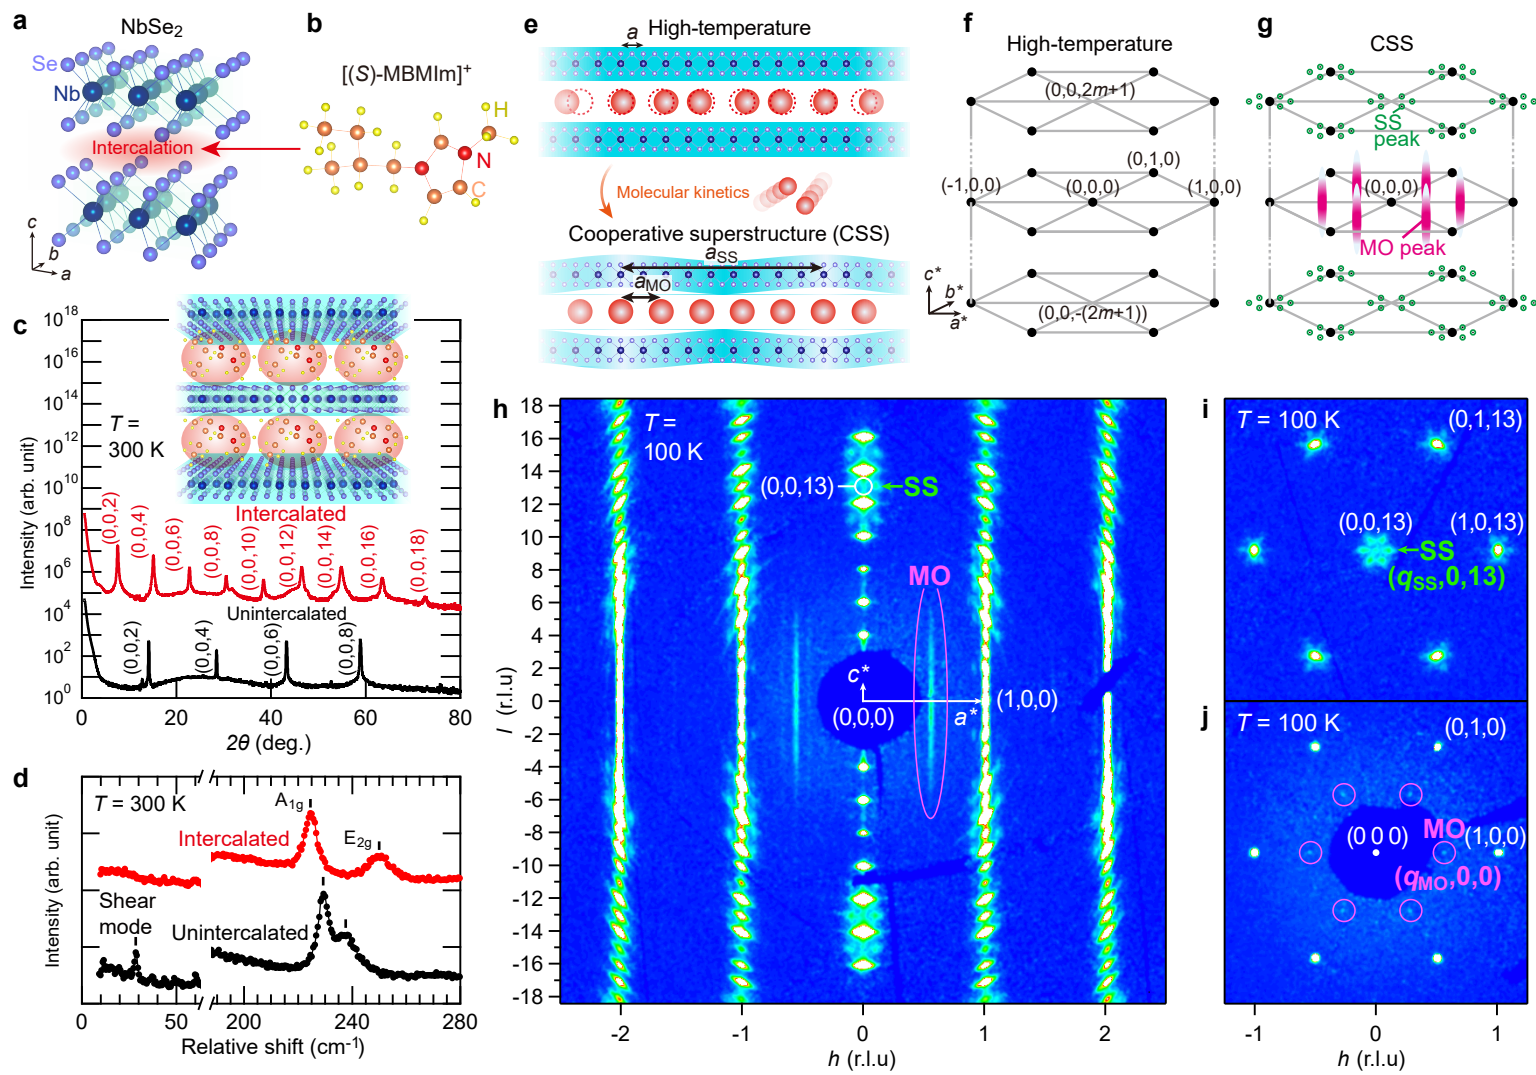 a
NbSe2
Se
Nb
Intercalation
c
b
a
b
[(S)-MBMIm]+
H
N
C
c
10^18
10^16
10^14
10^12
10^10
10^8
10^6
10^4
10^2
10^0
Intensity (arb. unit)
T =
300 K
Intercalated
(0,0,2)
(0,0,4)
(0,0,6)
(0,0,8)
(0,0,10)
(0,0,12)
(0,0,14)
(0,0,16)
(0,0,18)
Unintercalated
(0,0,2)
(0,0,4)
(0,0,6)
(0,0,8)
0 20 40 60 80
2θ (deg.)
d
T = 300 K
A1g
E2g
Intercalated
Shear
mode
Unintercalated
Intensity (arb. unit)
0 50 200 240 280
Relative shift (cm-1)
e
High-temperature
a
Molecular kinetics
Cooperative superstructure (CSS)
aSS
aMO
f
High-temperature
(0,0,2m+1)
(0,1,0)
(-1,0,0)
(0,0,0)
(1,0,0)
(0,0,-(2m+1))
c*
b*
a*
g
CSS
SS
peak
(0,0,0)
MO peak
h
T =
100 K
(0,0,13)
SS
MO
c*
a*
(0,0,0)
(1,0,0)
18
16
14
12
10
8
6
4
2
0
-2
-4
-6
-8
-10
-12
-14
-16
-18
l (r.l.u)
-2 -1 0 1 2
h (r.l.u)
i
T = 100 K
(0,1,13)
(0,0,13)
(1,0,13)
SS
(qSS,0,13)
j
T = 100 K
(0,1,0)
(0 0 0)
MO
(1,0,0)
(qMO,0,0)
-1 0 1
h (r.l.u)